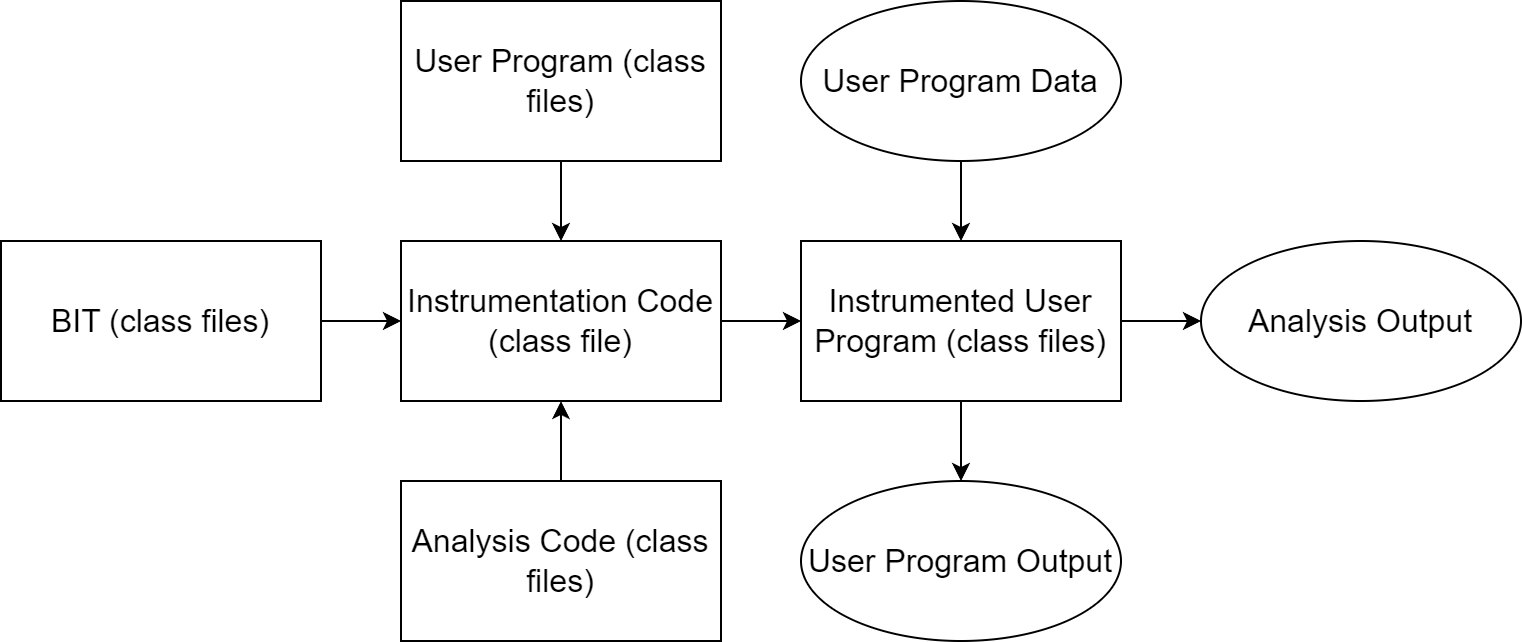 User Program (class
files)
User Program Data
BIT (class files)
Instrumentation Code
(class file)
Instrumented User
Program (class files)
Analysis Output
Analysis Code (class
files)
User Program Output